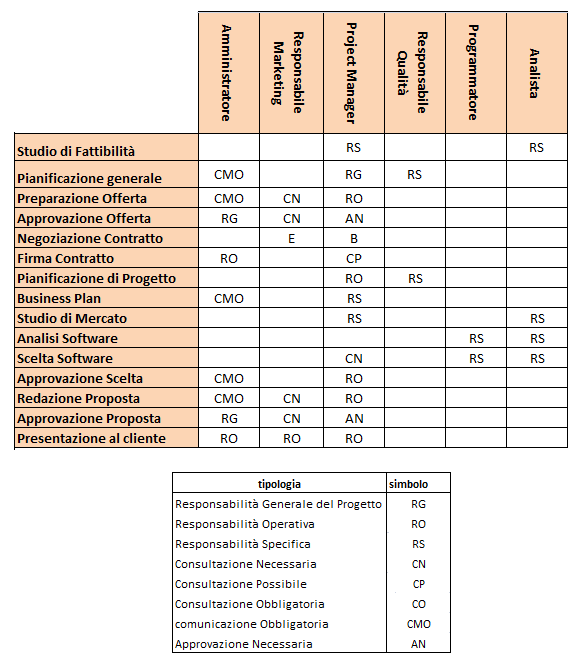 Amministratore Responsabile Marketing Project Manager Responsabile Qualità Programmatore Analista
Studio di Fattibilità RS RS
Pianificazione generale CMO RG RS
Preparazione Offerta CMO CN RO
Approvazione Offerta RG CN AN
Negoziazione Contratto E B
Firma Contratto RO CP
Pianificazione di Progetto RO RS
Business Plan CMO RS
Studio di Mercato RS RS
Analisi Software RS RS
Scelta Software CN RS RS
Approvazione Scelta CMO RO
Redazione Proposta CMO CN RO
Approvazione Proposta RG CN AN
Presentazione al cliente RO RO RO
tipologia simbolo
Responsabilità Generale del Progetto RG
Responsabilità Operativa RO
Responsabilità Specifica RS
Consultazione Necessaria CN
Consultazione Possibile CP
Consultazione Obbligatoria CO
comunicazione Obbligatoria CMO
Approvazione Necessaria AN